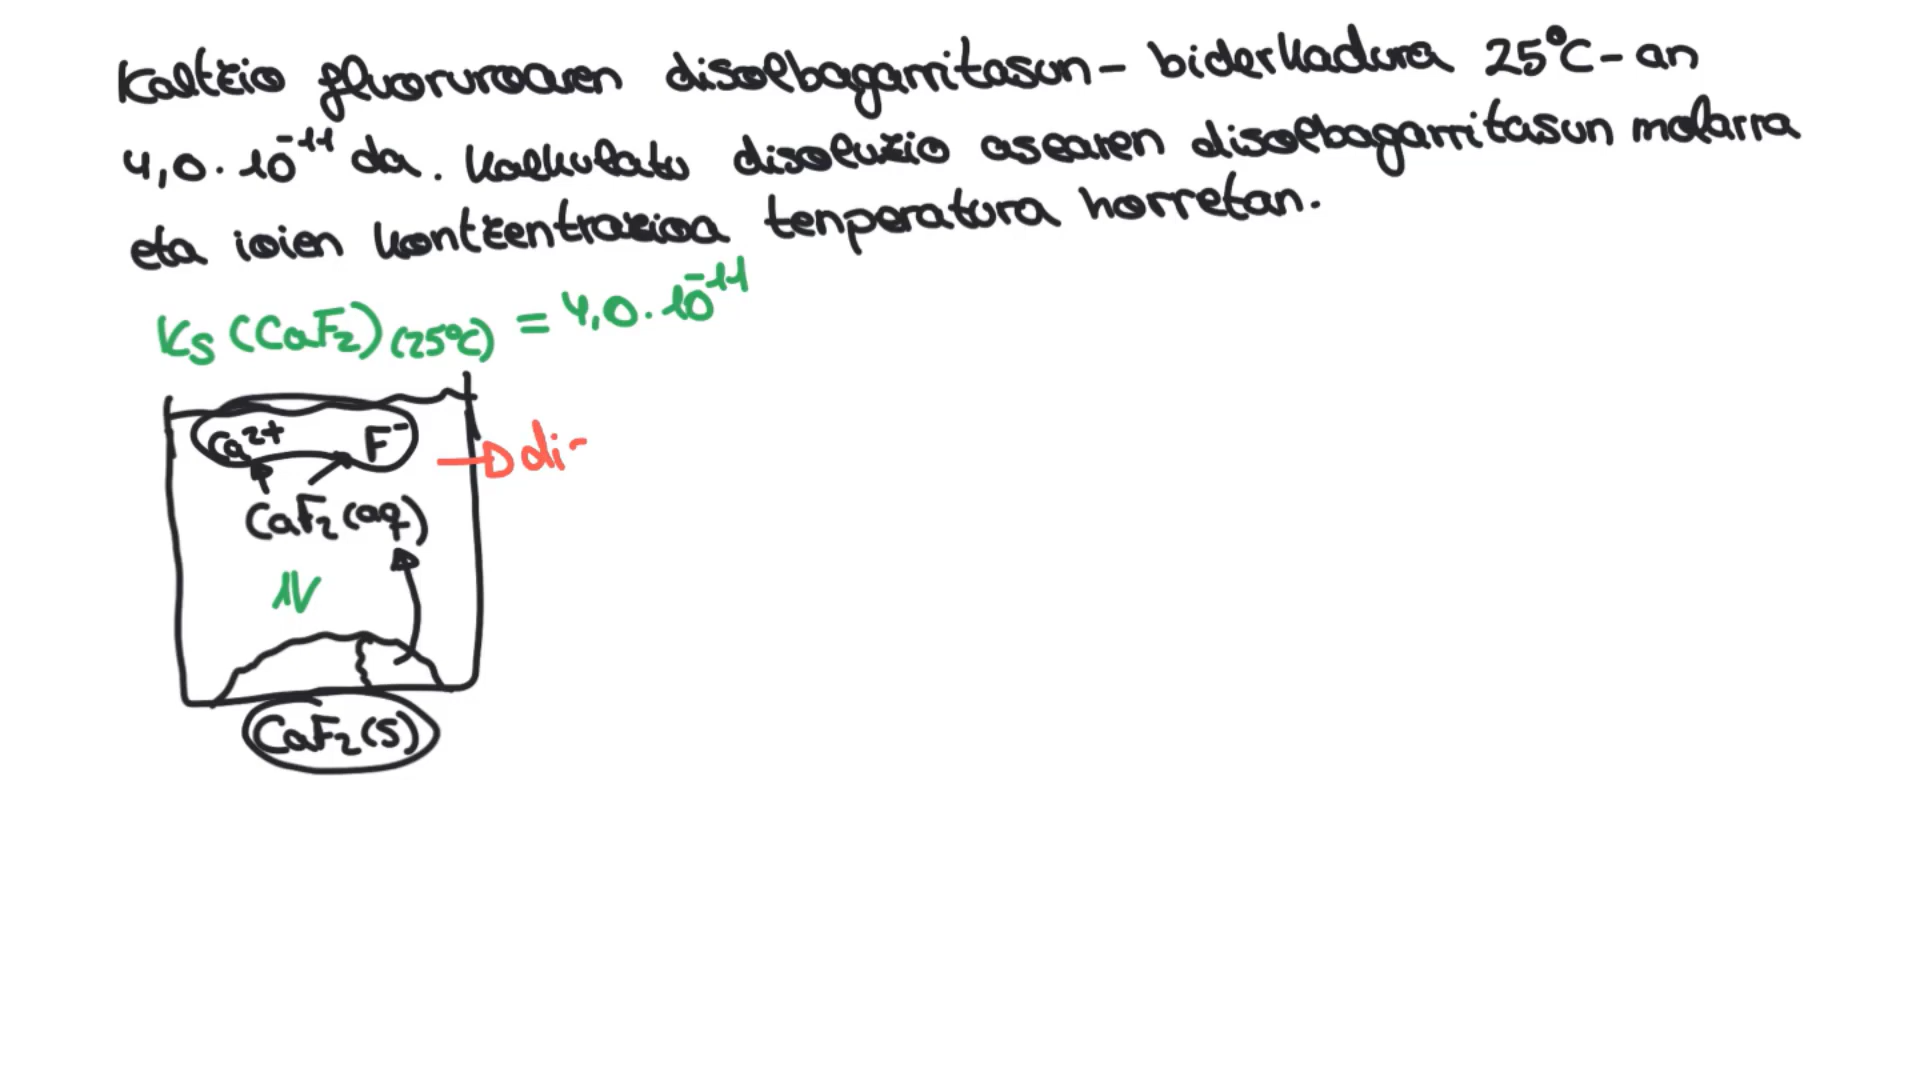 Kaltzio fluoruroaren disolbagarritasun-biderkadura 25°C-an
4,0·10⁻¹¹ da. Kalkulatu disoluzio asearen disolbagarritasun molarra
eta ioien kontzentrazioa tenperatura horretan.
Ks (CaF₂) (25°C) = 4,0·10⁻¹¹
Ca²⁺ F⁻
di
CaF₂(aq)
1V
CaF₂(s)